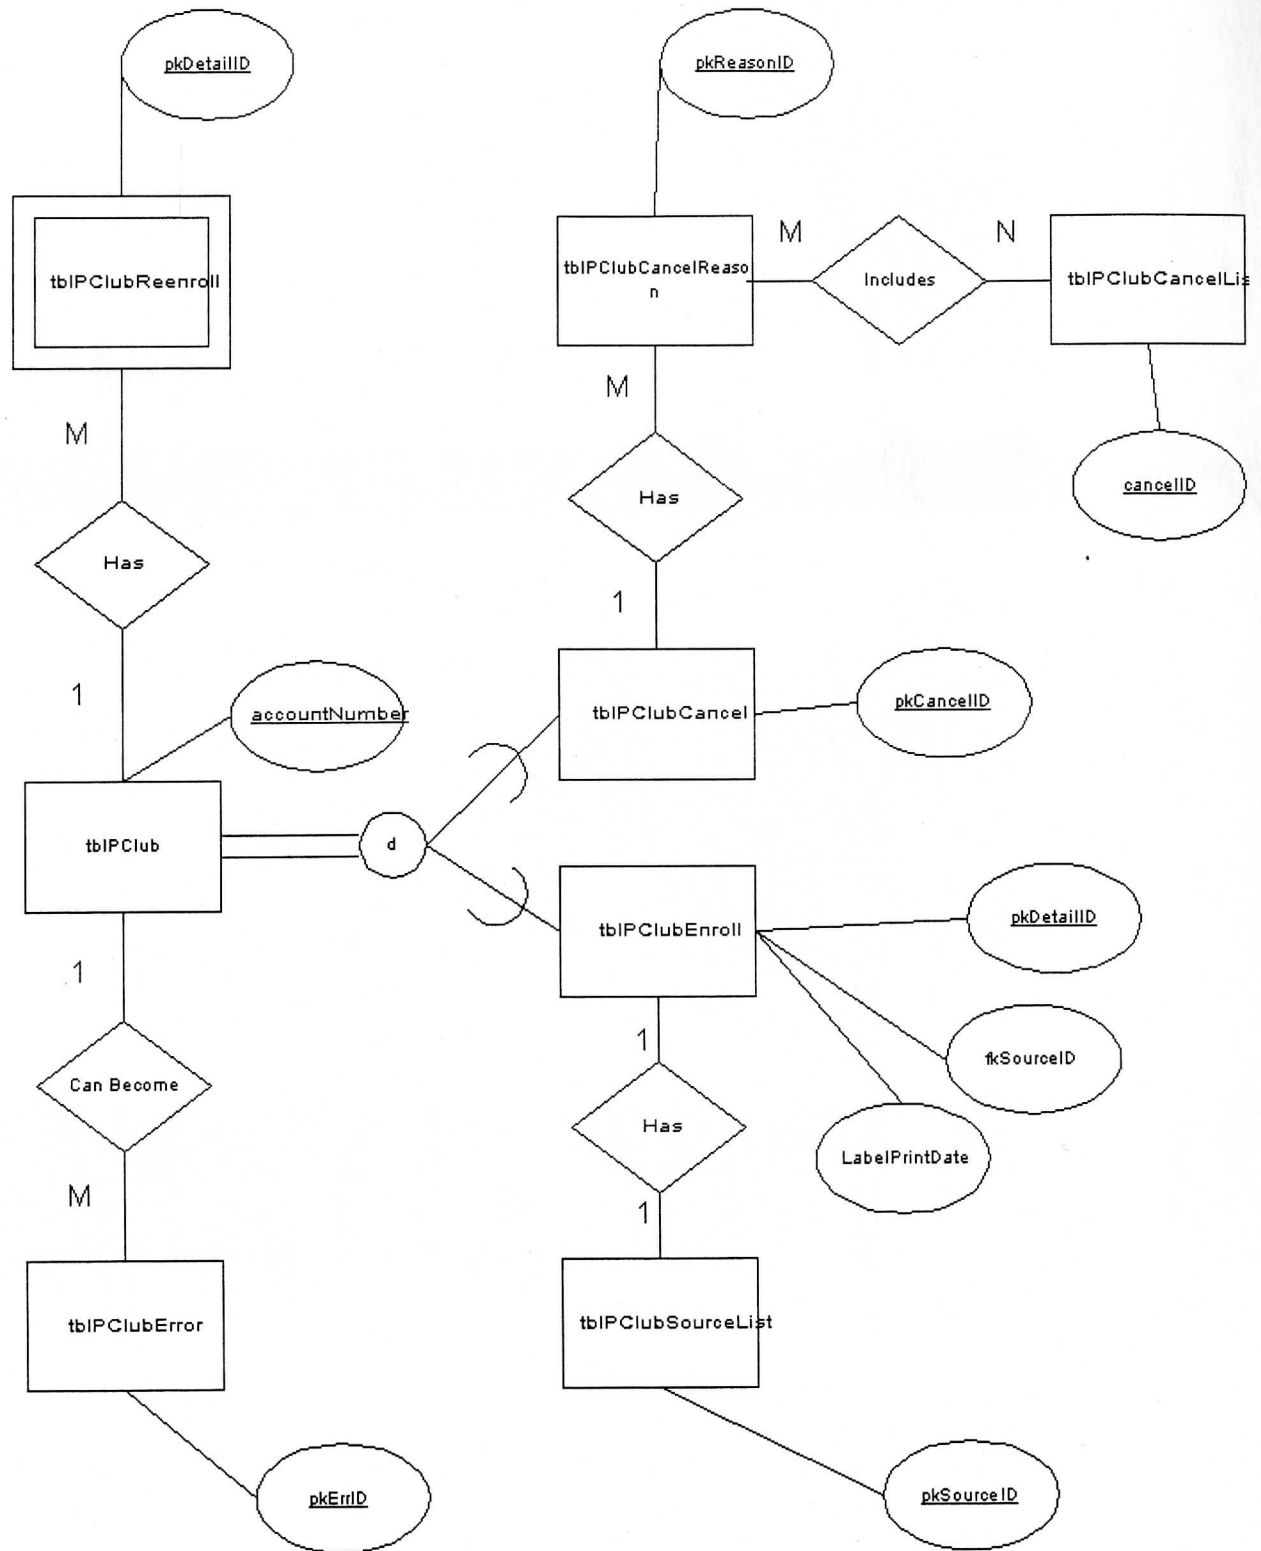 pkDetailID
pkReasonID
tblPClubReenroll
tblPClubCancelReaso
n
M
Includes
N
tblPClubCancelLis
M
M
cancelID
Has
Has
1
1
accountNumber
tblPClubCancel
pkCancelID
tblPClub
d
tblPClubEnroll
pkDetailID
1
1
fkSourceID
Can Become
Has
LabelPrintDate
M
1
tblPClubError
tblPClubSourceList
pkErrID
pkSourceID